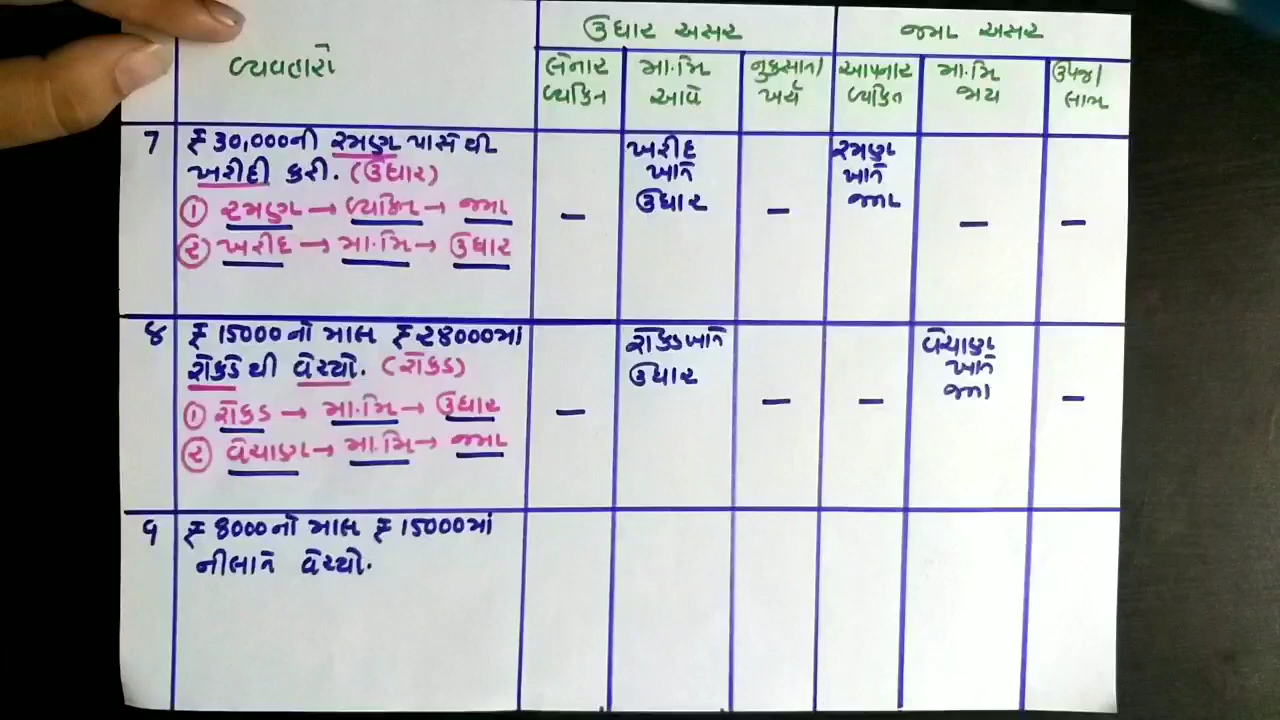 ઉધાર અસર
જમા અસર
વ્યવહારો
લેનાર
વ્યકિત
મા.મિ
આવે
નુકસાન/
ખર્ચ
આપનાર
વ્યકિત
મા.મિ
જાય
ઉપજ/
લાભ
7
₹ 30,000ની રમણ પાસેથી
ખરીદી કરી. (ઉધાર)
① રમણ → વ્યકિત → જમા
② ખરીદ → મા.મિ → ઉધાર
–
ખરીદ
ખાતે
ઉધાર
–
રમણ
ખાતે
જમા
–
–
8
₹ 15000નો માલ ₹ 28000માં
રોકડેથી વેચ્યો. (રોકડ)
① રોકડ → મા.મિ → ઉધાર
② વેચાણ → મા.મિ → જમા
–
રોકડ ખાતે
ઉધાર
–
–
વેચાણ
ખાતે
જમા
–
9
₹ 8000નો માલ ₹ 15000માં
નીલાને વેચ્યો.